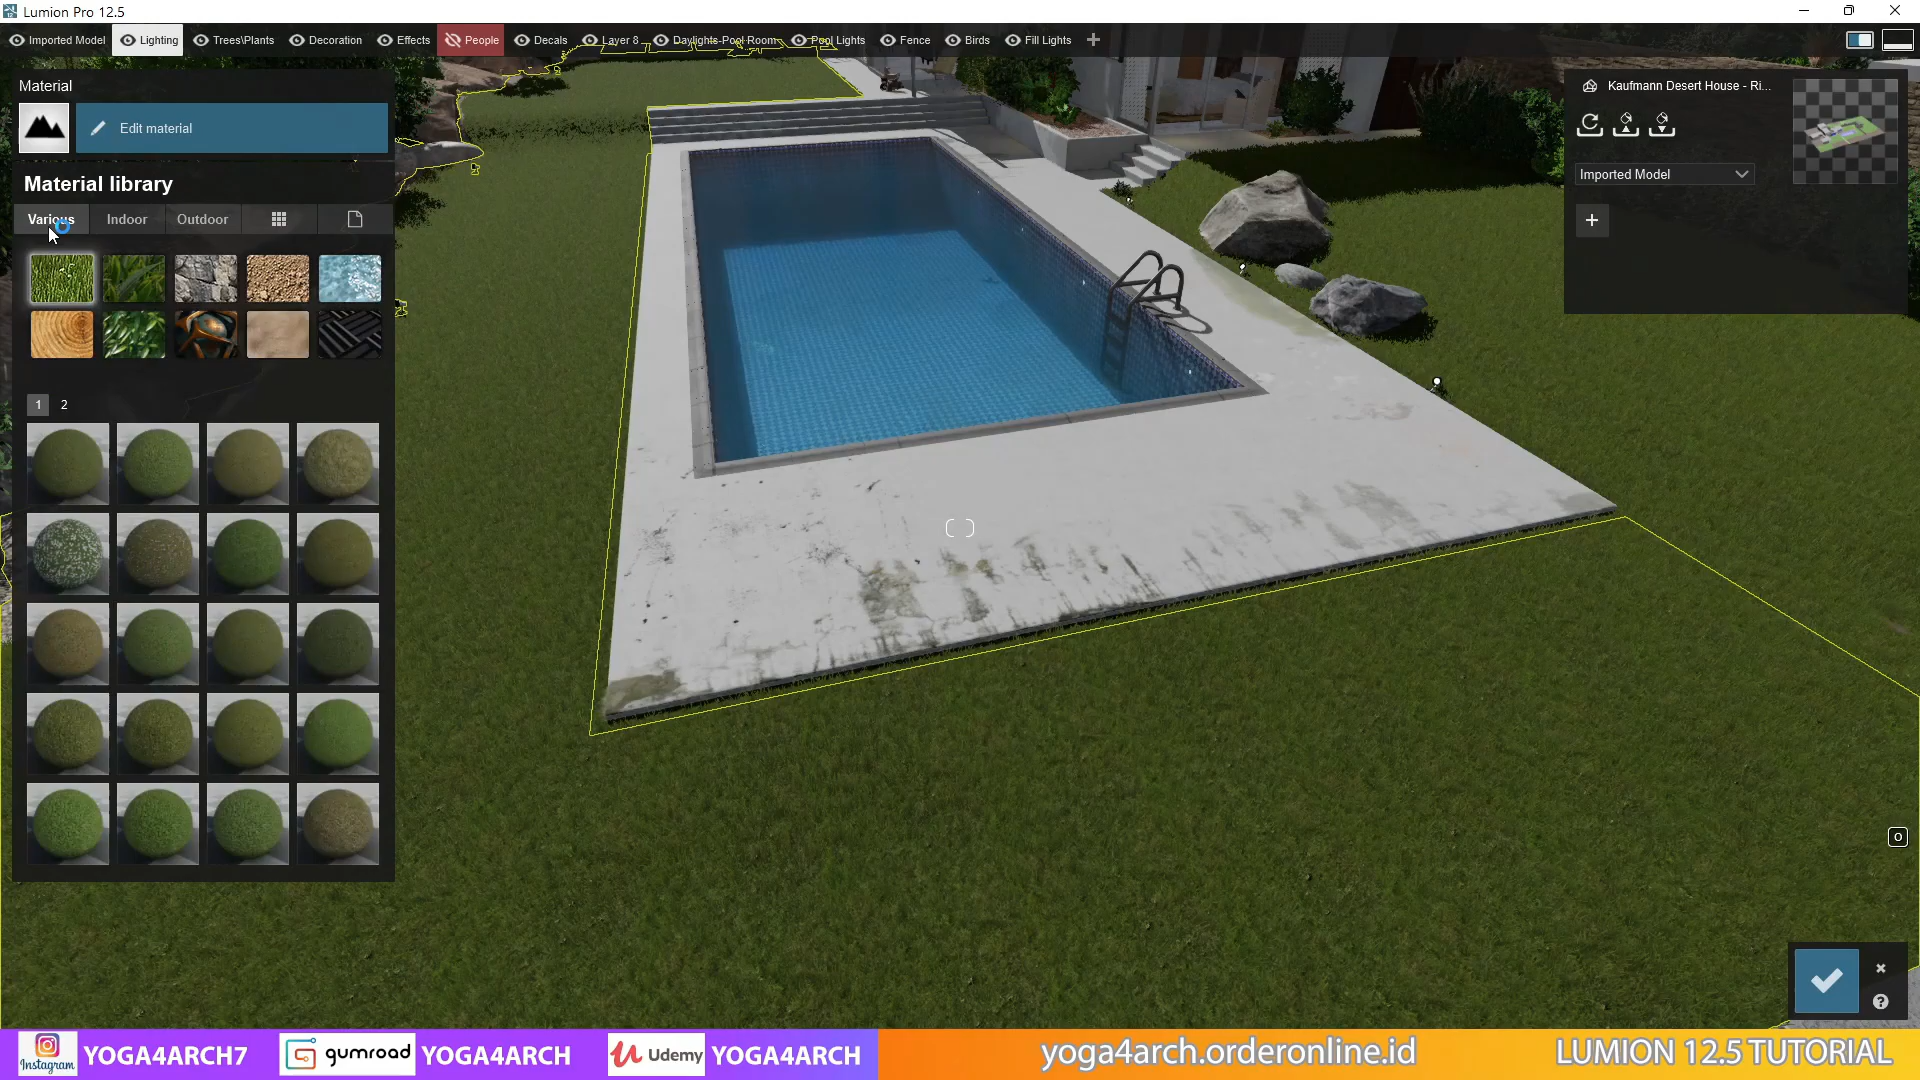 Lumion Pro 12.5
Imported Model
Lighting
Trees\Plants
Decoration
Effects
People
Decals
Layer 8
Daylights-Pool Room
Pool Lights
Fence
Birds
Fill Lights
Material
Edit material
Material library
Various
Indoor
Outdoor
1
2
Kaufmann Desert House - Ri...
Imported Model
O
Instagram
YOGA4ARCH7
gumroad
YOGA4ARCH
Udemy
YOGA4ARCH
yoga4arch.orderonline.id
LUMION 12.5 TUTORIAL